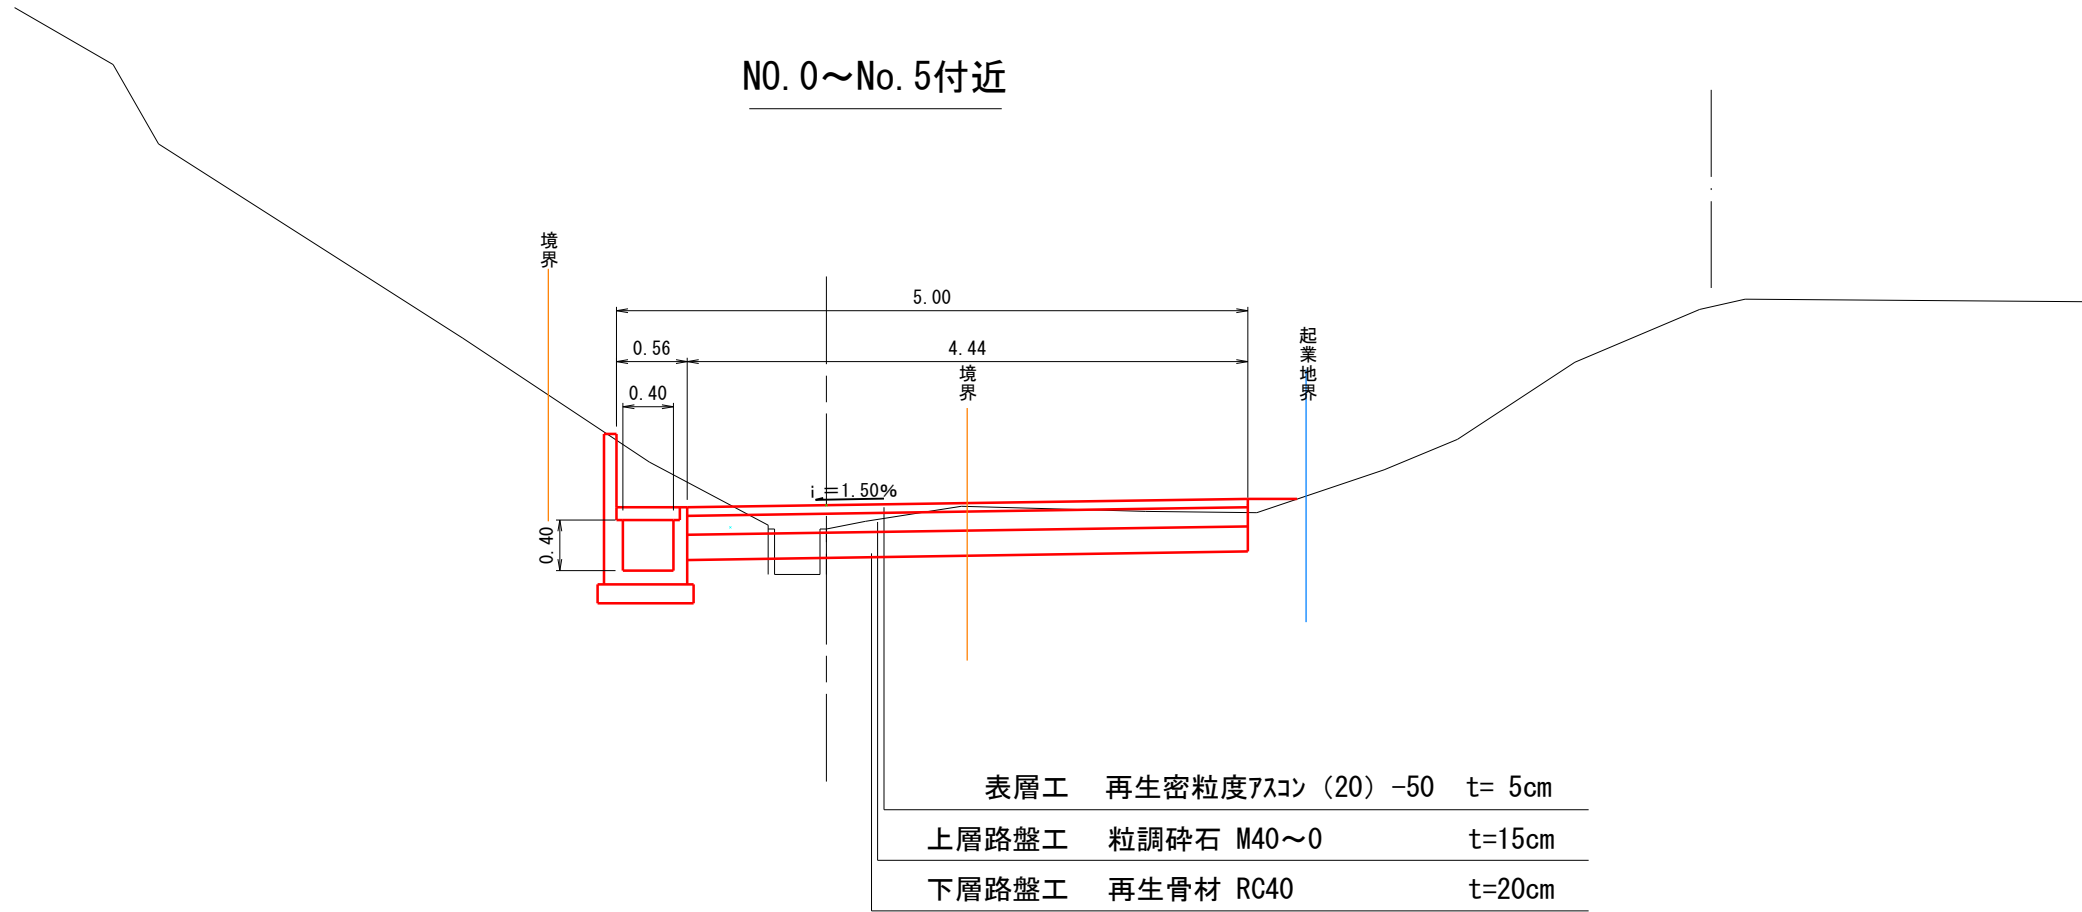 NO.0～No.5付近
境界
5.00
起業地界
0.56
4.44
境界
0.40
i＝1.50%
0.40
表層工 再生密粒度ｱｽｺﾝ（20）-50 t= 5cm
上層路盤工 粒調砕石 M40～0 t=15cm
下層路盤工 再生骨材 RC40 t=20cm